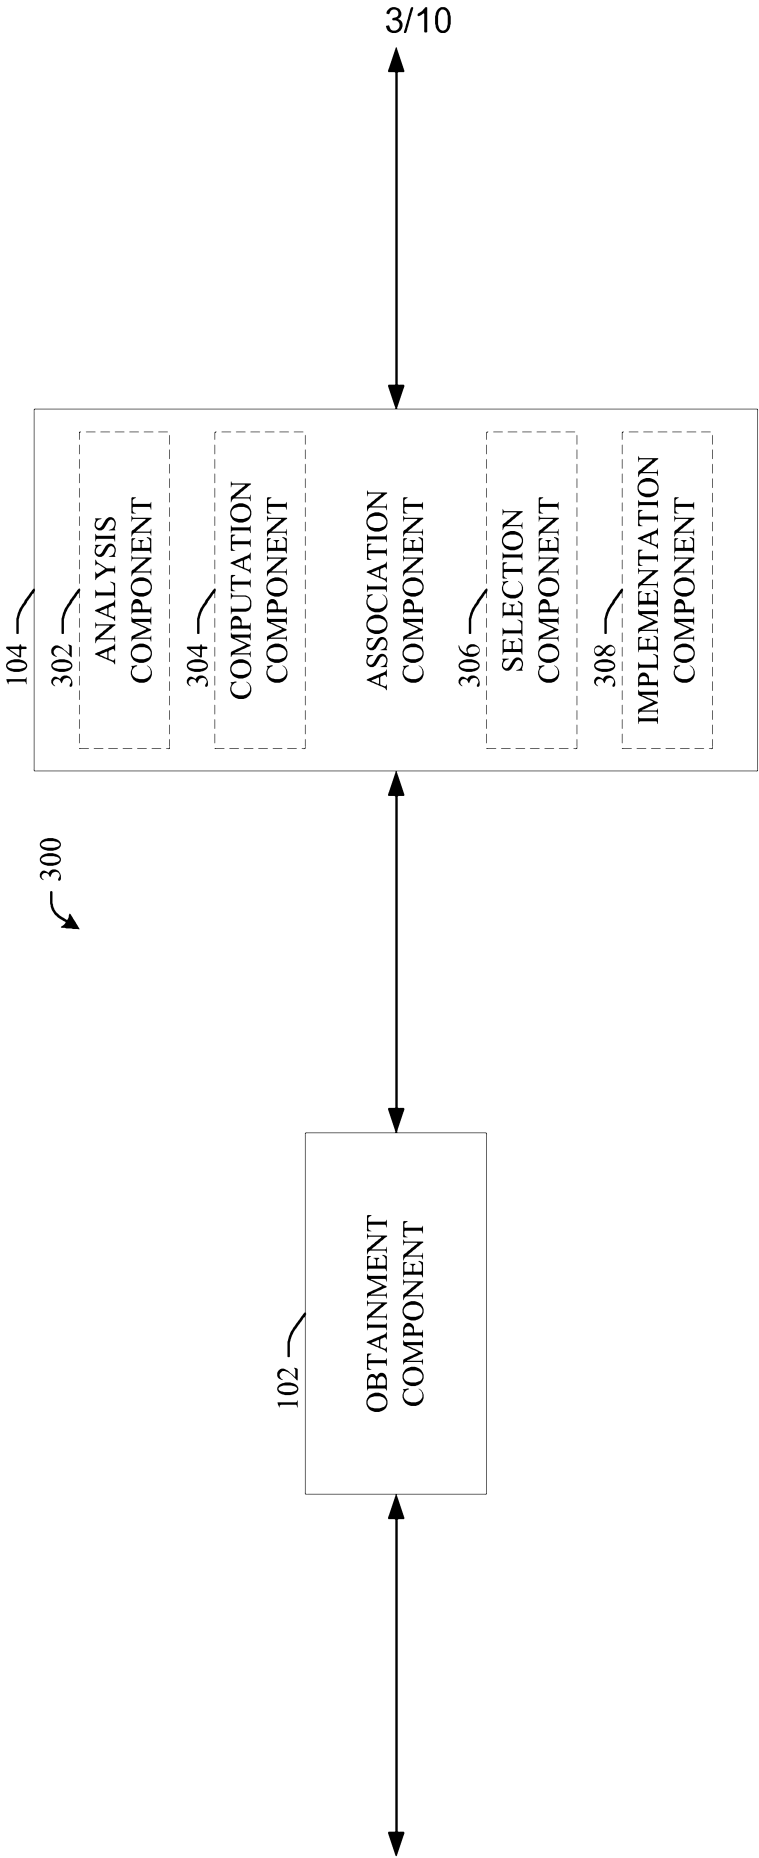 3/10
300
102
OBTAINMENT
COMPONENT
104
302
ANALYSIS
COMPONENT
304
COMPUTATION
COMPONENT
ASSOCIATION
COMPONENT
306
SELECTION
COMPONENT
308
IMPLEMENTATION
COMPONENT